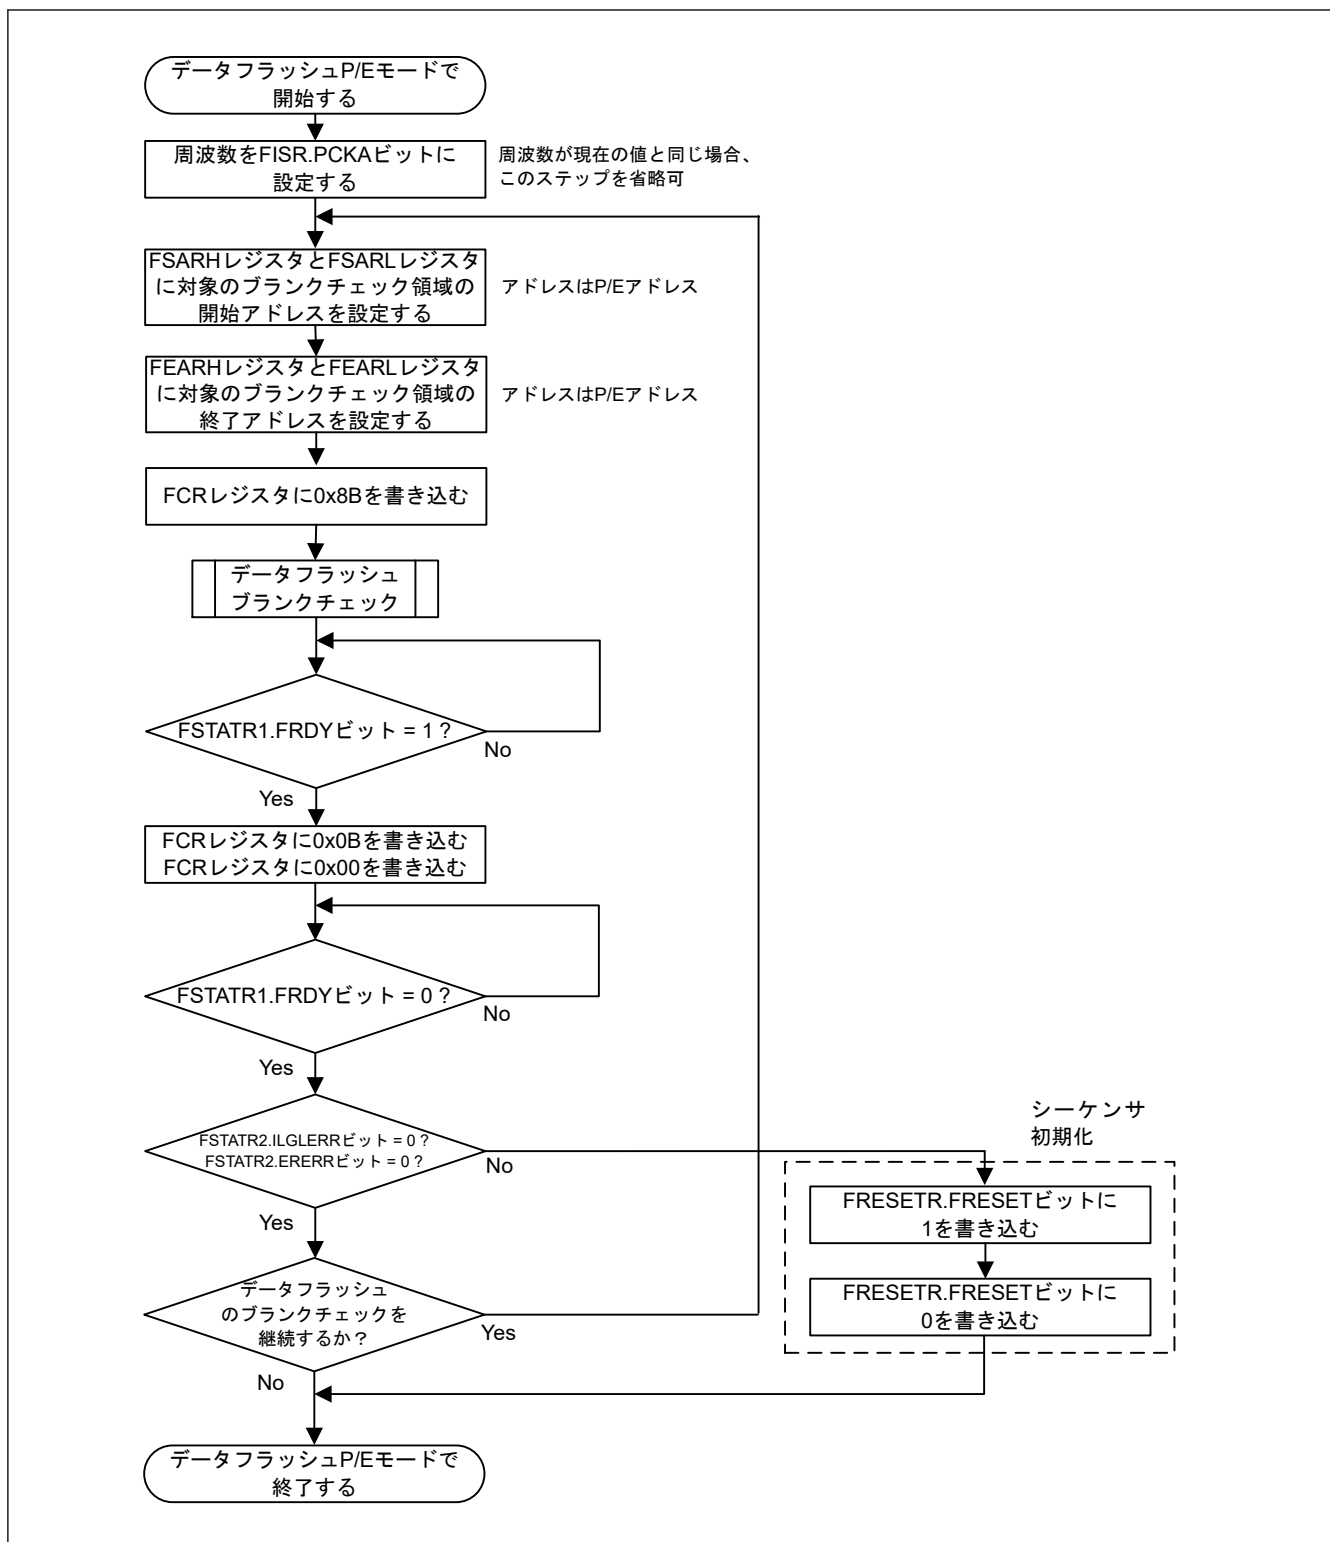 データフラッシュP/Eモードで
開始する
周波数をFISR.PCKAビットに
設定する
周波数が現在の値と同じ場合、
このステップを省略可
FSARHレジスタとFSARLレジスタ
に対象のブランクチェック領域の
開始アドレスを設定する
アドレスはP/Eアドレス
FEARHレジスタとFEARLレジスタ
に対象のブランクチェック領域の
終了アドレスを設定する
アドレスはP/Eアドレス
FCRレジスタに0x8Bを書き込む
データフラッシュ
ブランクチェック
FSTATR1.FRDYビット = 1 ?
No
Yes
FCRレジスタに0x0Bを書き込む
FCRレジスタに0x00を書き込む
FSTATR1.FRDYビット = 0 ?
No
Yes
FSTATR2.ILGLERRビット = 0 ?
FSTATR2.ERERRビット = 0 ?
No
Yes
シーケンサ
初期化
FRESETR.FRESETビットに
1を書き込む
FRESETR.FRESETビットに
0を書き込む
データフラッシュ
のブランクチェックを
継続するか？
Yes
No
データフラッシュP/Eモードで
終了する